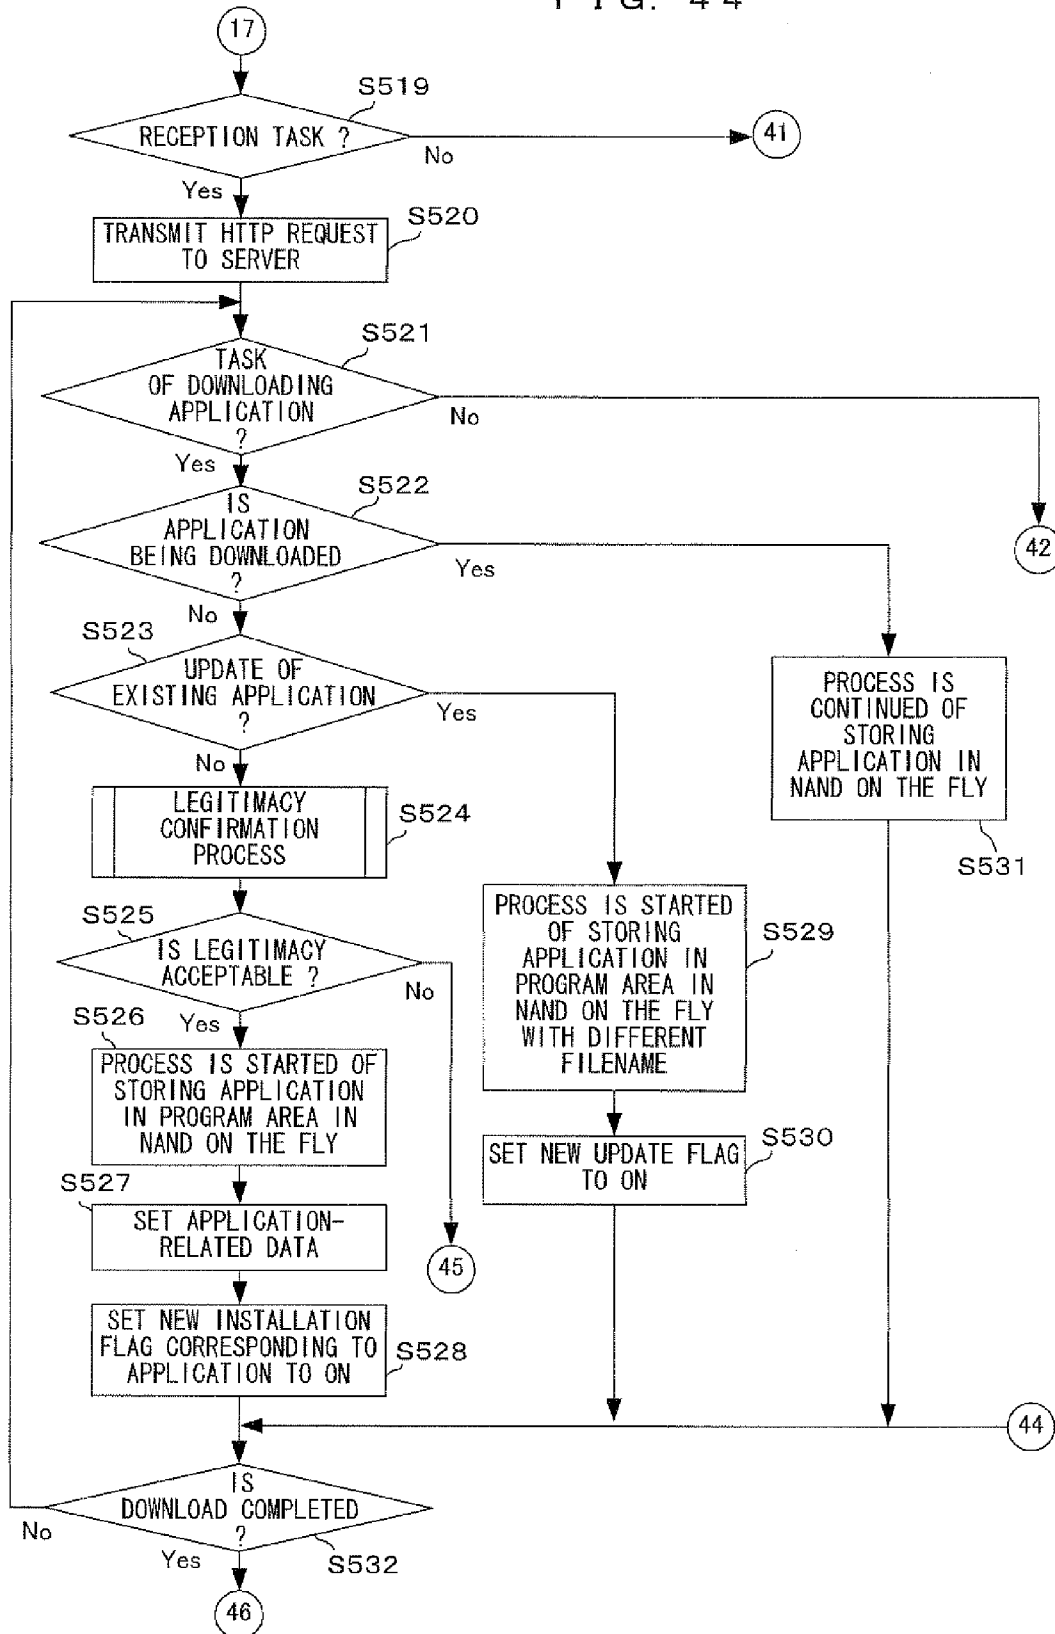 FIG. 44
17
S519
RECEPTION TASK ?
No
41
Yes
S520
TRANSMIT HTTP REQUEST
TO SERVER
S521
TASK
OF DOWNLOADING
APPLICATION
?
No
Yes
42
S522
IS
APPLICATION
BEING DOWNLOADED
?
Yes
No
S523
UPDATE OF
EXISTING APPLICATION
?
Yes
No
PROCESS IS
CONTINUED OF
STORING
APPLICATION IN
NAND ON THE FLY
S531
LEGITIMACY
CONFIRMATION
PROCESS
S524
S525
IS LEGITIMACY
ACCEPTABLE ?
No
Yes
PROCESS IS STARTED
OF STORING
APPLICATION IN
PROGRAM AREA IN
NAND ON THE FLY
WITH DIFFERENT
FILENAME
S529
S526
PROCESS IS STARTED OF
STORING APPLICATION
IN PROGRAM AREA IN
NAND ON THE FLY
SET NEW UPDATE FLAG
TO ON
S530
S527
SET APPLICATION-
RELATED DATA
45
SET NEW INSTALLATION
FLAG CORRESPONDING TO
APPLICATION TO ON
S528
44
IS
DOWNLOAD COMPLETED
?
No
Yes
S532
46